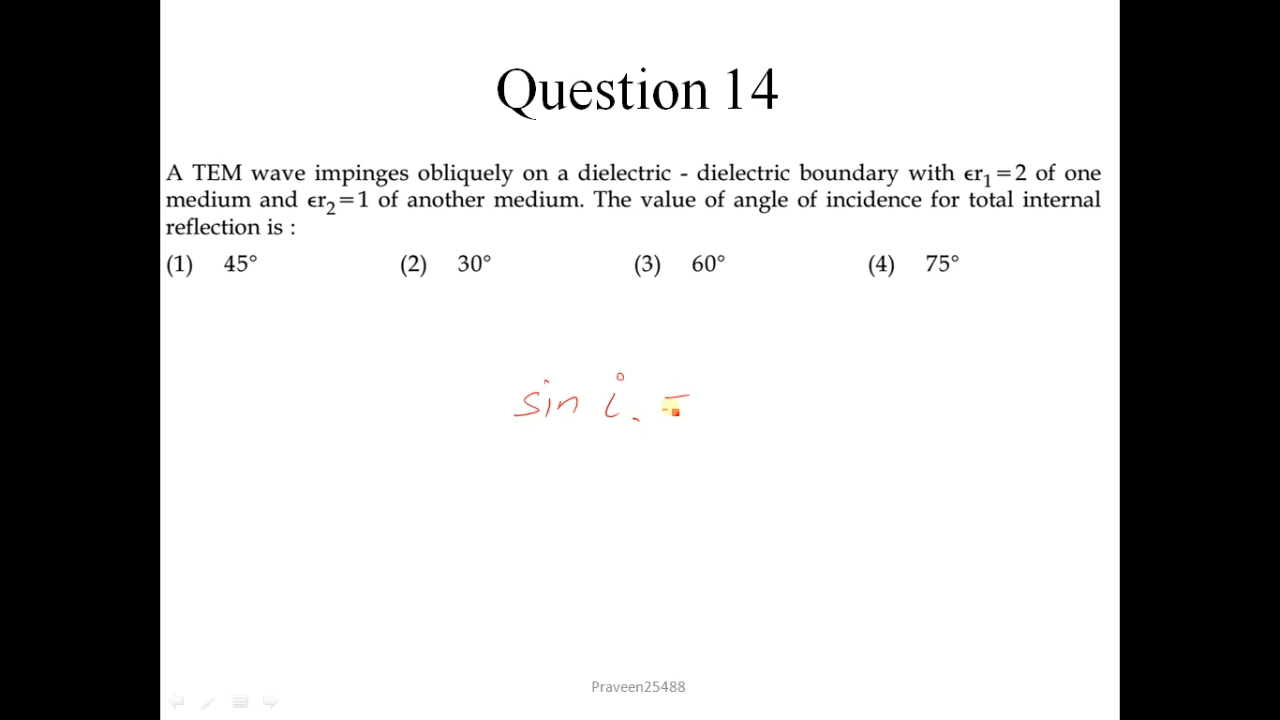 Question 14
A TEM wave impinges obliquely on a dielectric - dielectric boundary with ϵr₁=2 of one
medium and ϵr₂=1 of another medium. The value of angle of incidence for total internal
reflection is :
(1) 45° (2) 30° (3) 60° (4) 75°
sin i =
Praveen25488